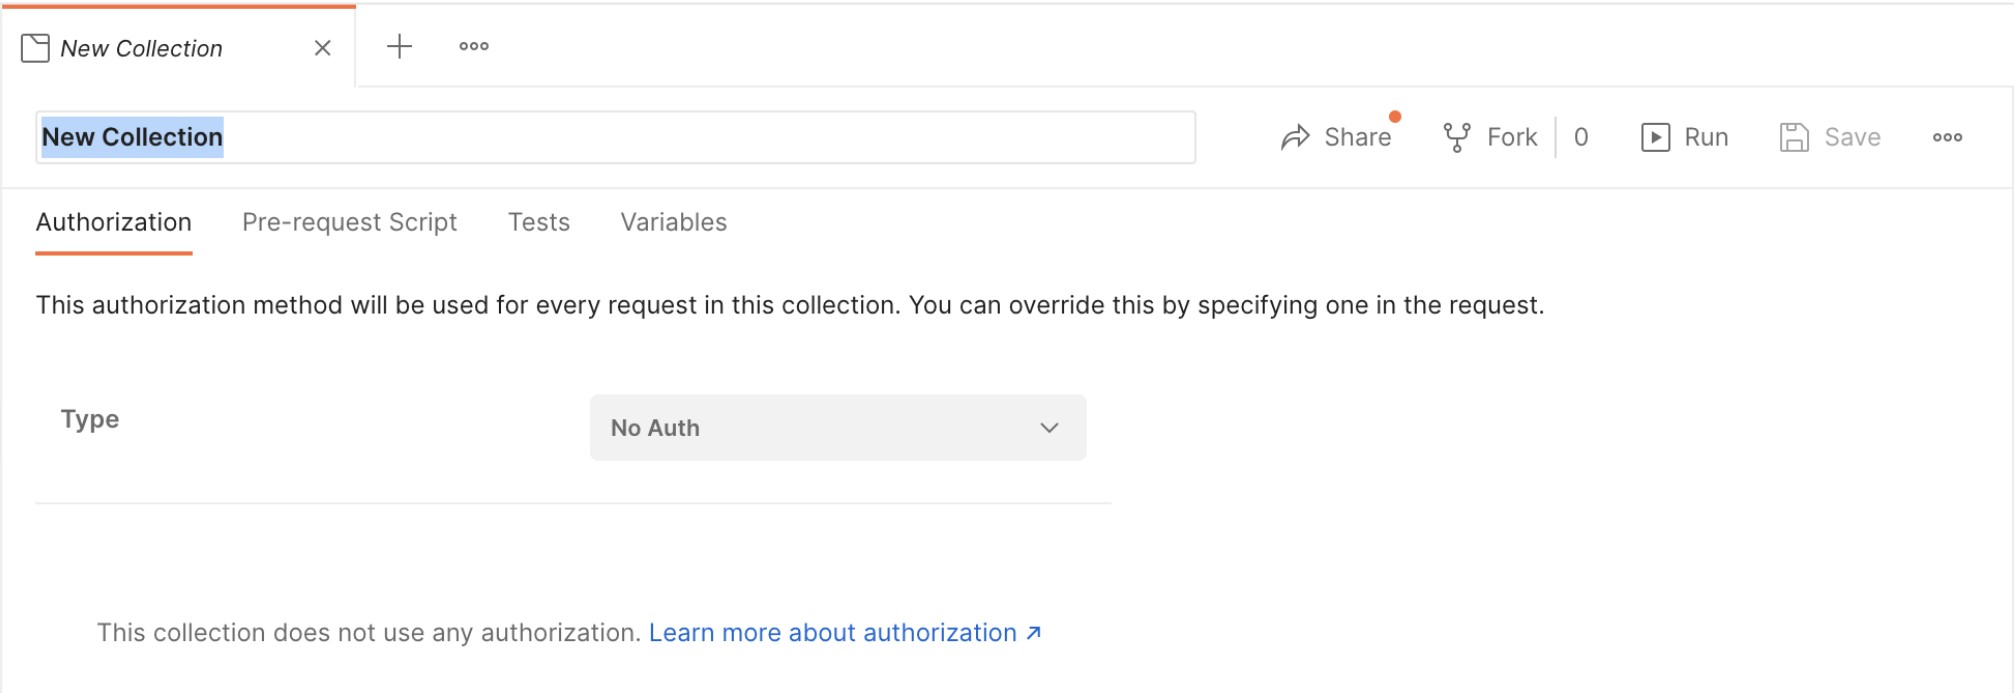 New Collection
New Collection Share Fork 0 Run Save
Authorization Pre-request Script Tests Variables
This authorization method will be used for every request in this collection. You can override this by specifying one in the request.
Type No Auth
This collection does not use any authorization. Learn more about authorization ↗